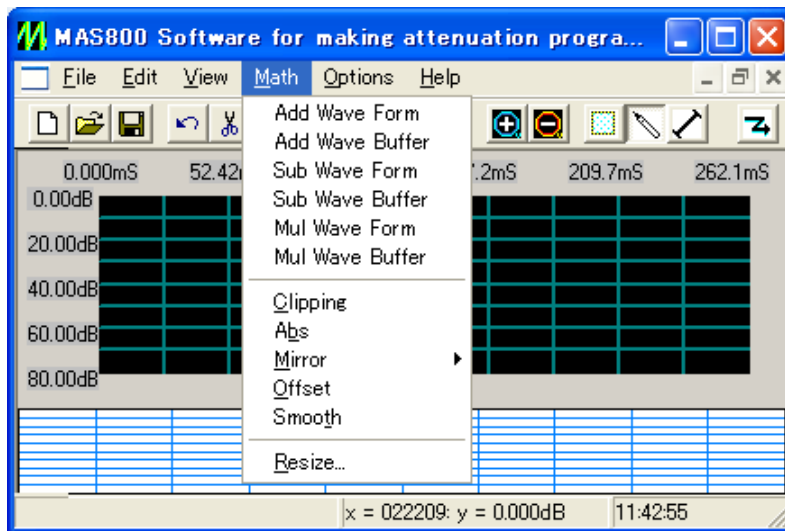 MAS800 Software for making attenuation progra...
File Edit View Math Options Help
Add Wave Form
Add Wave Buffer
Sub Wave Form
Sub Wave Buffer
Mul Wave Form
Mul Wave Buffer
Clipping
Abs
Mirror
Offset
Smooth
Resize...
0.000mS 209.7mS 262.1mS
0.00dB
20.00dB
40.00dB
60.00dB
80.00dB
x = 022209: y = 0.000dB 11:42:55